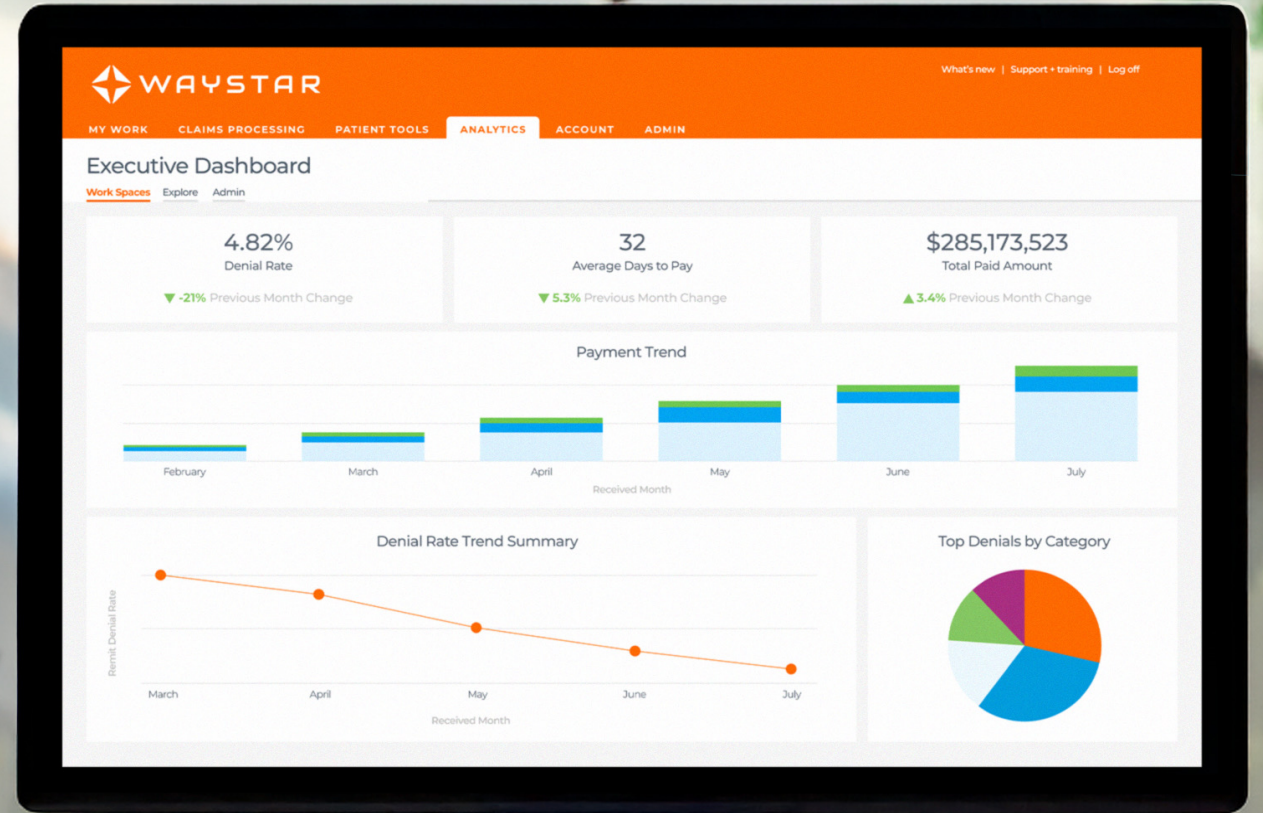 WAYSTAR
What's new | Support + training | Log off
MY WORK CLAIMS PROCESSING PATIENT TOOLS ANALYTICS ACCOUNT ADMIN
Executive Dashboard
Work Spaces Explore Admin
4.82%
Denial Rate
▼ -21% Previous Month Change
32
Average Days to Pay
▼ 5.3% Previous Month Change
$285,173,523
Total Paid Amount
▲ 3.4% Previous Month Change
Payment Trend
February March April May June July
Received Month
Denial Rate Trend Summary
Remit Denial Rate
March April May June July
Received Month
Top Denials by Category